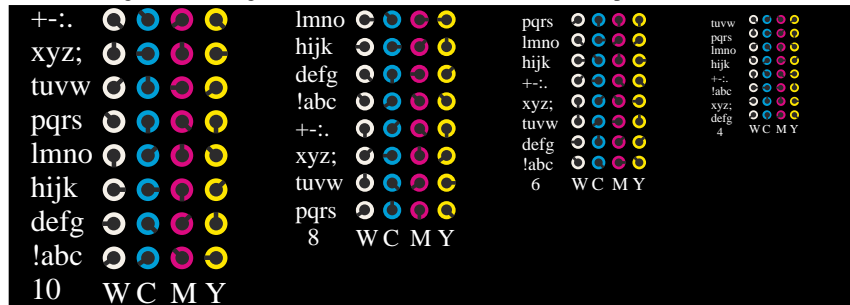 +-:.
xyz;
tuvw
pqrs
lmno
hijk
defg
!abc
10 W C M Y
lmno
hijk
defg
!abc
+-:.
xyz;
tuvw
pqrs
8 W C M Y
pqrs
lmno
hijk
+-:.
xyz;
tuvw
defg
!abc
6 W C M Y
tuvw
pqrs
lmno
hijk
+-:.
!abc
xyz;
defg
4 W C M Y